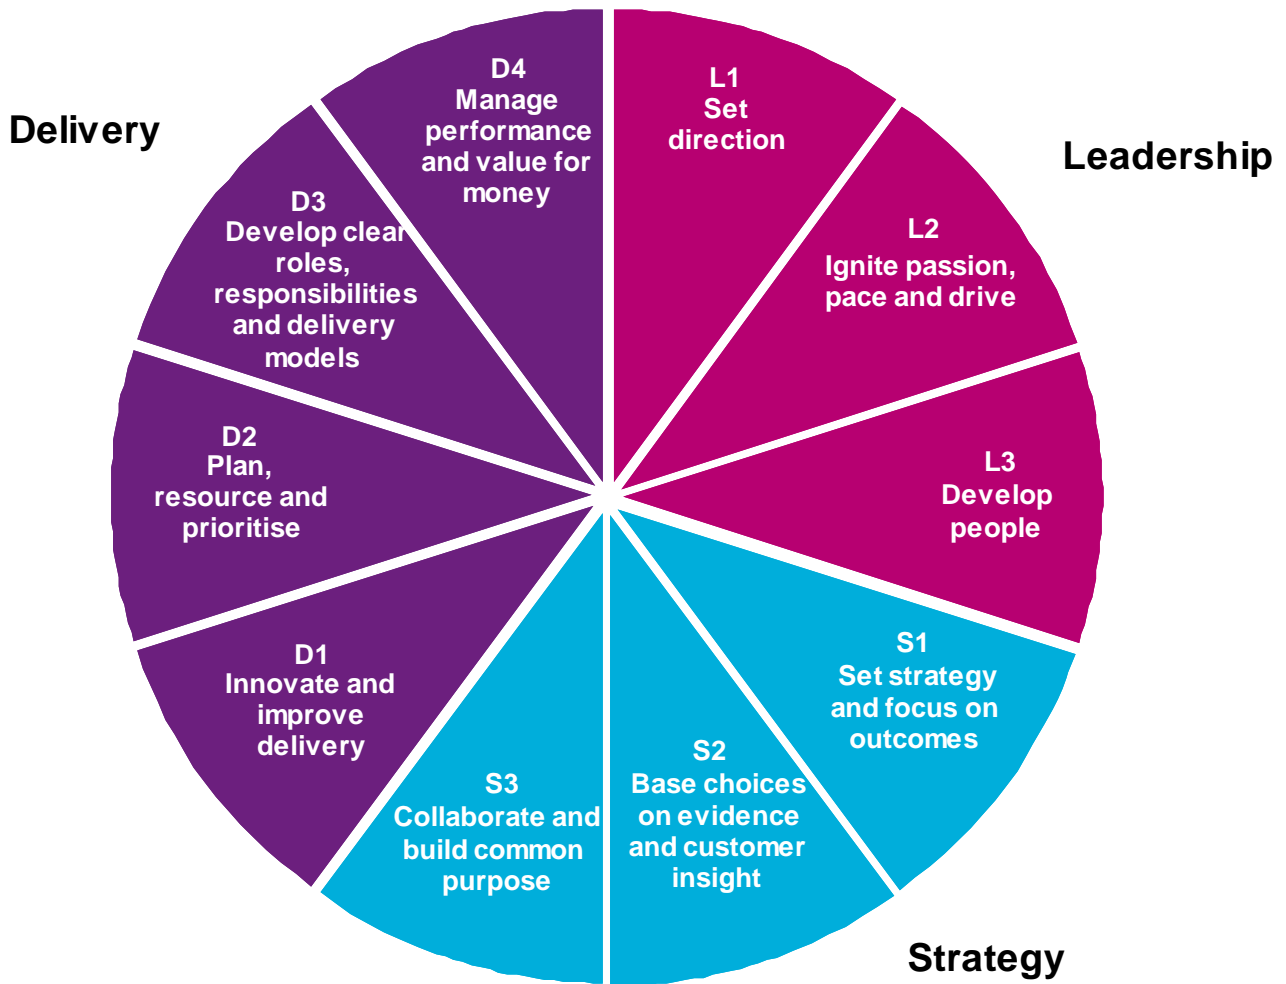 Delivery
Leadership
Strategy
L1
Set
direction
L2
Ignite passion,
pace and drive
L3
Develop
people
S1
Set strategy
and focus on
outcomes
S2
Base choices
on evidence
and customer
insight
S3
Collaborate and
build common
purpose
D1
Innovate and
improve
delivery
D2
Plan,
resource and
prioritise
D3
Develop clear
roles,
responsibilities
and delivery
models
D4
Manage
performance
and value for
money